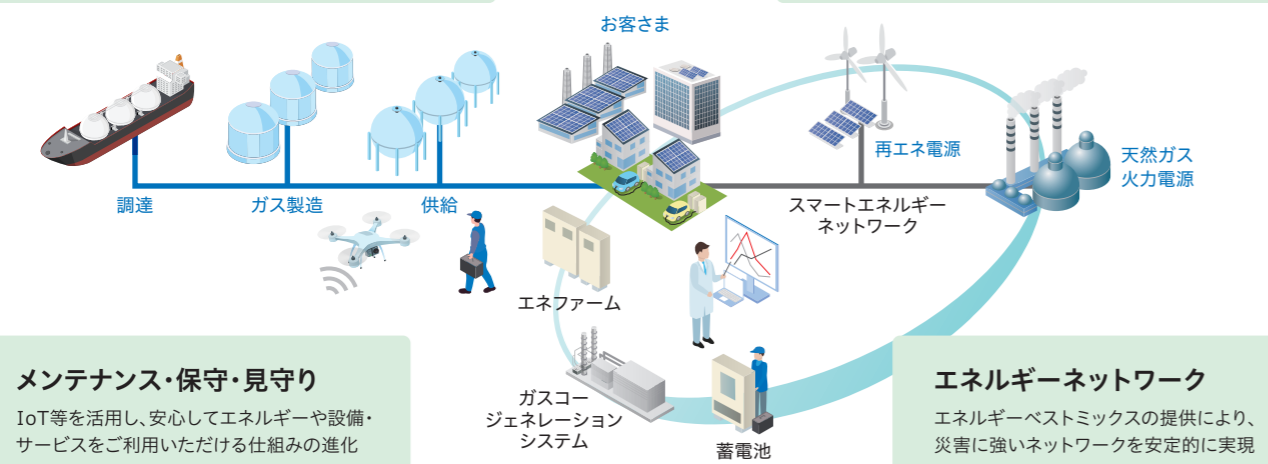 お客さま
再エネ電源
天然ガス
火力電源
調達
ガス製造
供給
スマートエネルギー
ネットワーク
エネファーム
ガスコー
ジェネレーション
システム
蓄電池
メンテナンス・保守・見守り
IoT等を活用し、安心してエネルギーや設備・
サービスをご利用いただける仕組みの進化
エネルギーネットワーク
エネルギーベストミックスの提供により、
災害に強いネットワークを安定的に実現